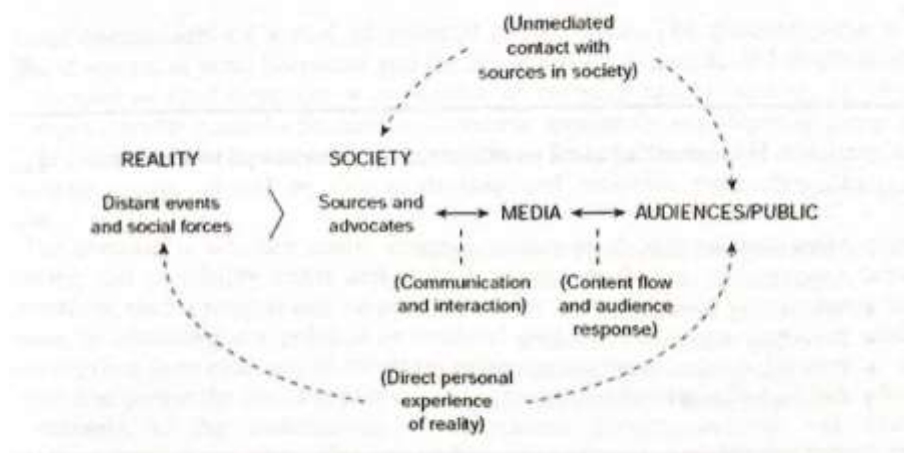 (Unmediated
contact with
sources in society)
REALITY
SOCIETY
Distant events
and social forces
Sources and
advocates
MEDIA
AUDIENCES/PUBLIC
(Communication
and interaction)
(Content flow
and audience
response)
(Direct personal
experience
of reality)